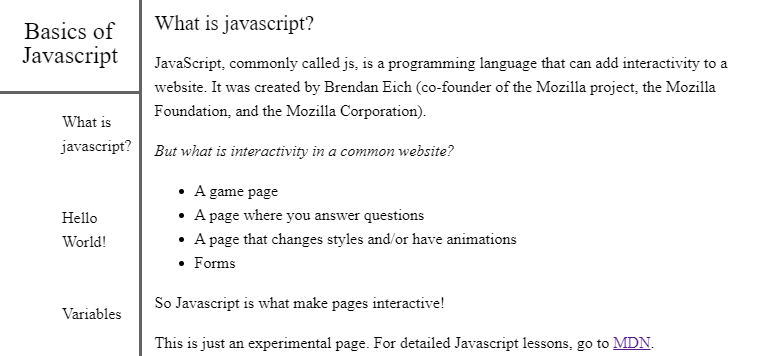 Basics of
Javascript
What is
javascript?
Hello
World!
Variables
What is javascript?
JavaScript, commonly called js, is a programming language that can add interactivity to a
website. It was created by Brendan Eich (co-founder of the Mozilla project, the Mozilla
Foundation, and the Mozilla Corporation).
But what is interactivity in a common website?
• A game page
• A page where you answer questions
• A page that changes styles and/or have animations
• Forms
So Javascript is what make pages interactive!
This is just an experimental page. For detailed Javascript lessons, go to MDN.